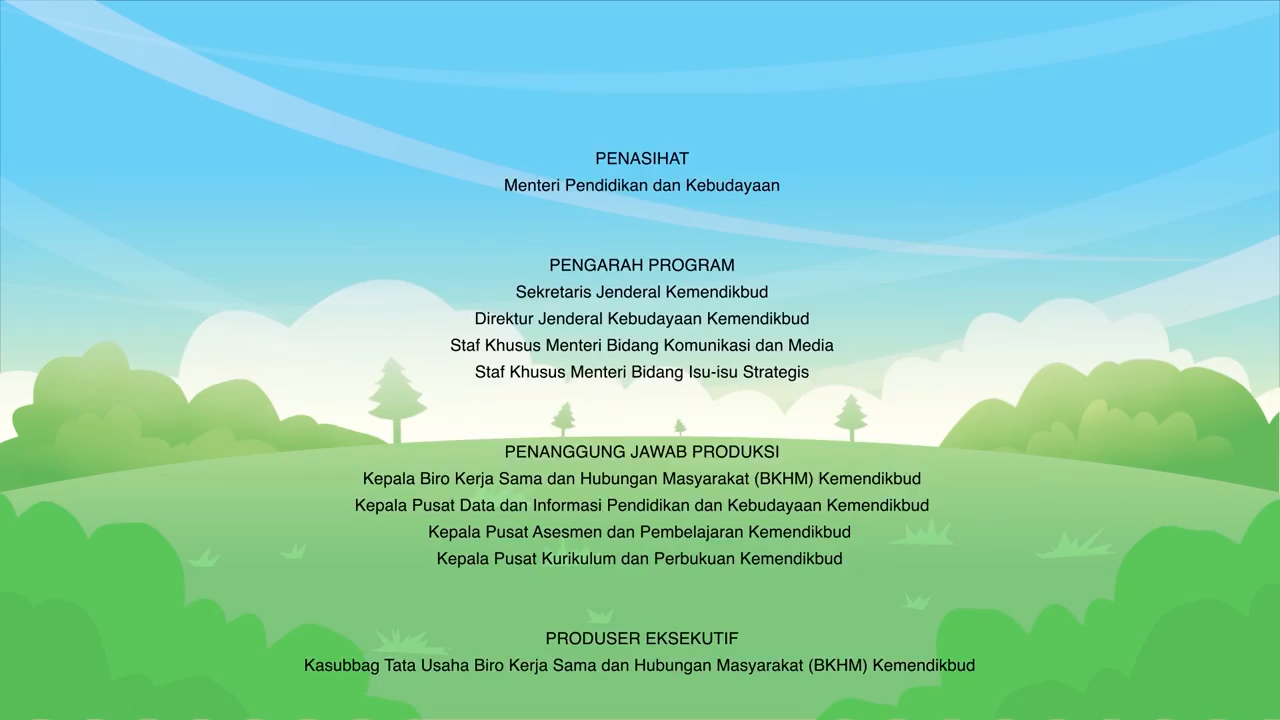 PENASIHAT
Menteri Pendidikan dan Kebudayaan
PENGARAH PROGRAM
Sekretaris Jenderal Kemendikbud
Direktur Jenderal Kebudayaan Kemendikbud
Staf Khusus Menteri Bidang Komunikasi dan Media
Staf Khusus Menteri Bidang Isu-isu Strategis
PENANGGUNG JAWAB PRODUKSI
Kepala Biro Kerja Sama dan Hubungan Masyarakat (BKHM) Kemendikbud
Kepala Pusat Data dan Informasi Pendidikan dan Kebudayaan Kemendikbud
Kepala Pusat Asesmen dan Pembelajaran Kemendikbud
Kepala Pusat Kurikulum dan Perbukuan Kemendikbud
PRODUSER EKSEKUTIF
Kasubbag Tata Usaha Biro Kerja Sama dan Hubungan Masyarakat (BKHM) Kemendikbud